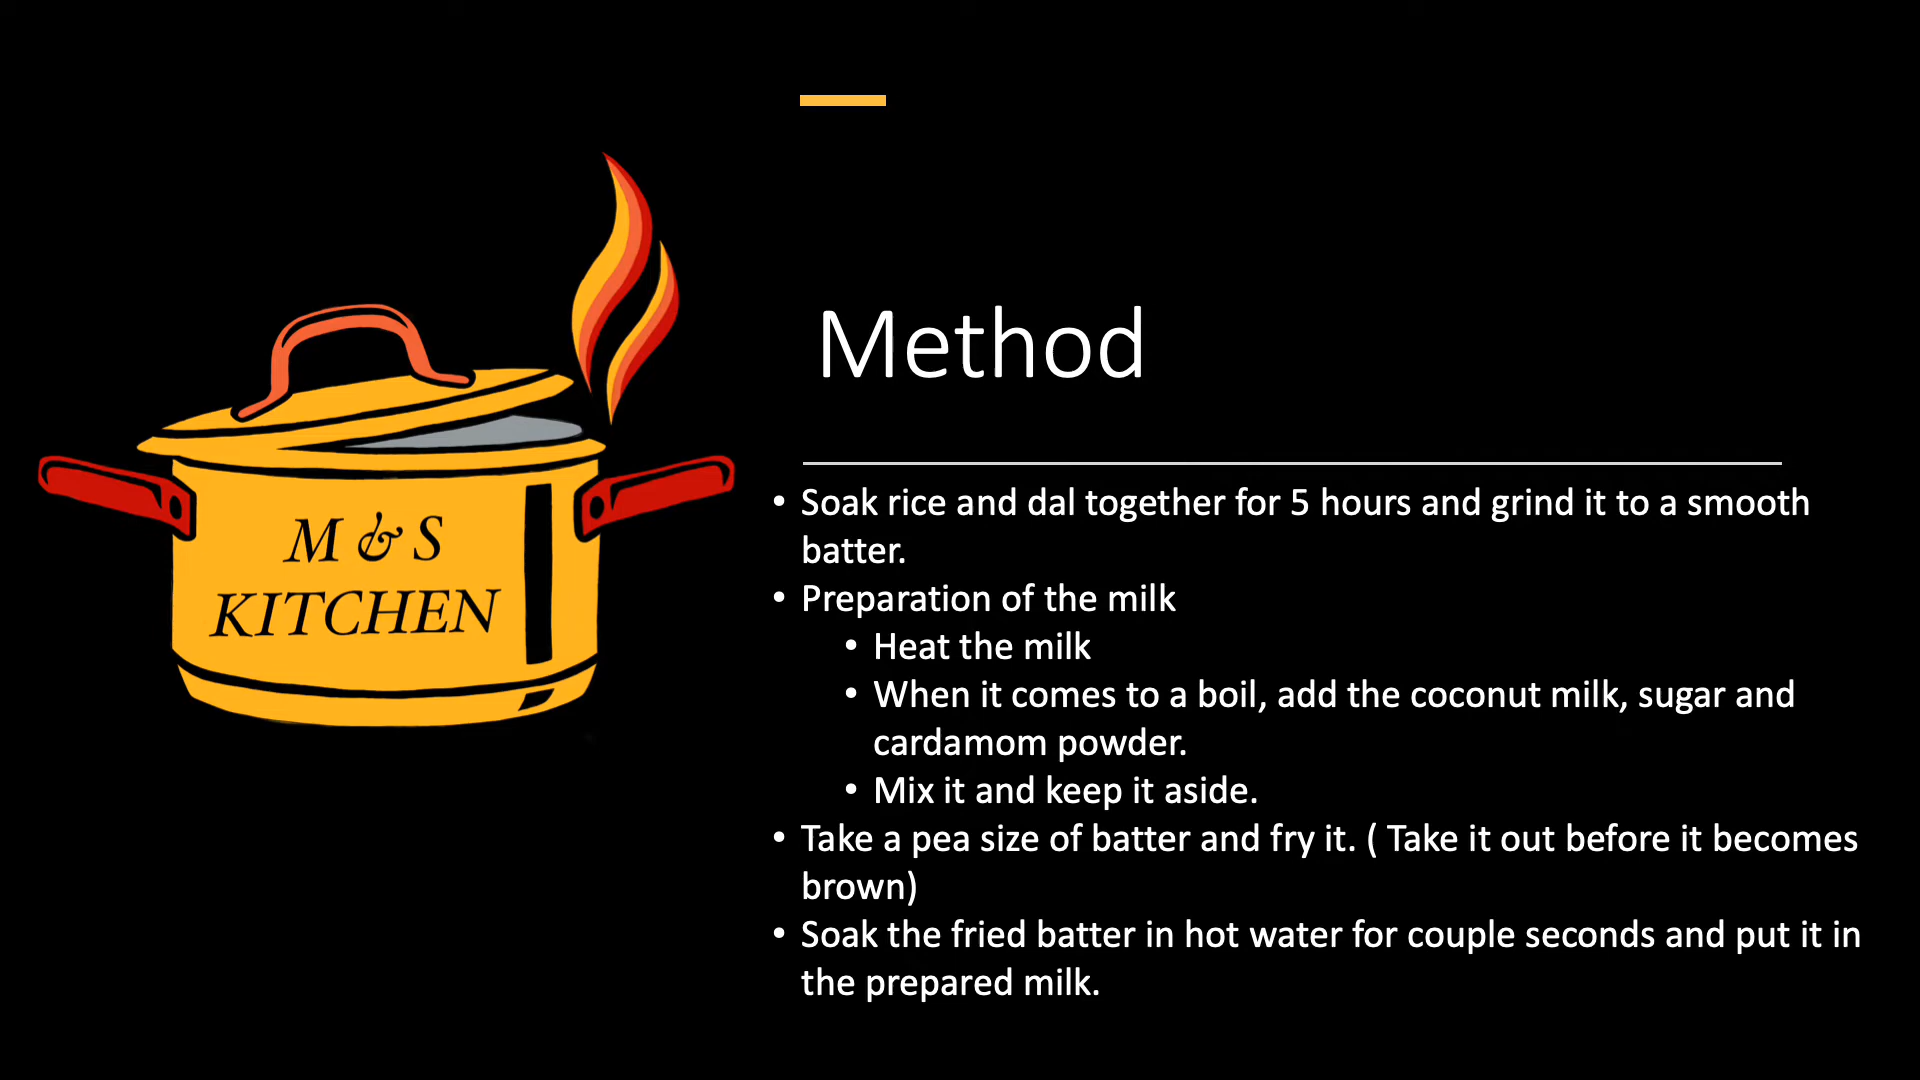 M & S
KITCHEN
Method
• Soak rice and dal together for 5 hours and grind it to a smooth
batter.
• Preparation of the milk
• Heat the milk
• When it comes to a boil, add the coconut milk, sugar and
cardamom powder.
• Mix it and keep it aside.
• Take a pea size of batter and fry it. ( Take it out before it becomes
brown)
• Soak the fried batter in hot water for couple seconds and put it in
the prepared milk.